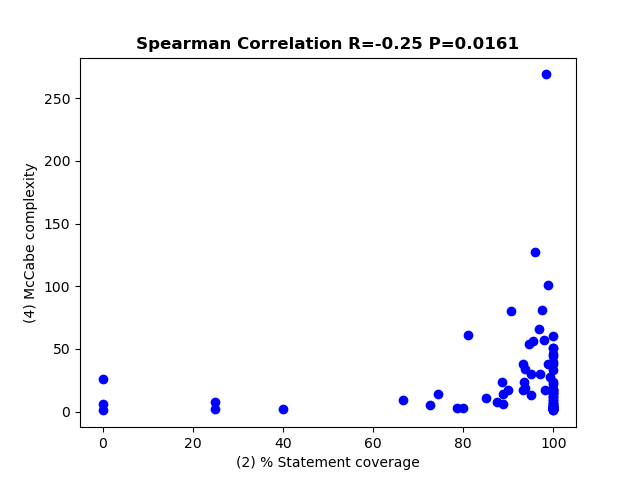 Spearman Correlation R=-0.25 P=0.0161
250
200
150
100
50
0
(4) McCabe complexity
0 20 40 60 80 100
(2) % Statement coverage